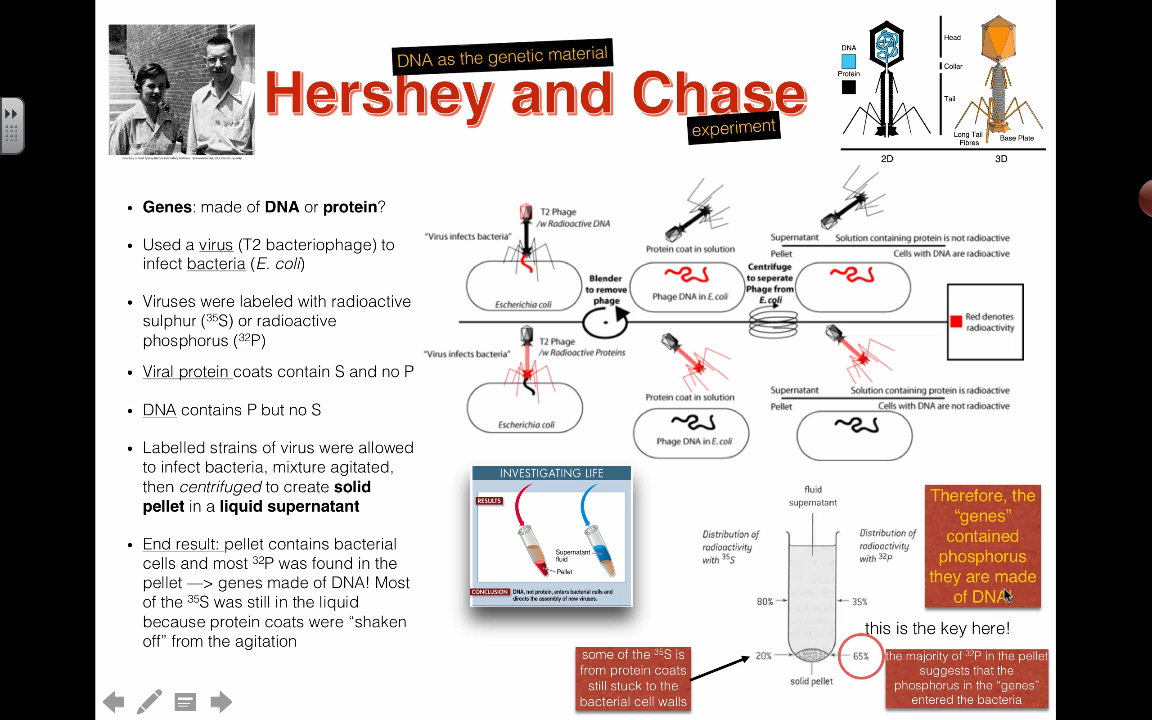 DNA as the genetic material
Hershey and Chase
experiment
DNA
Protein
Head
Collar
Tail
Long Tail
Fibres
Base Plate
2D
3D
• Genes: made of DNA or protein?
• Used a virus (T2 bacteriophage) to
infect bacteria (E. coli)
• Viruses were labeled with radioactive
sulphur (³⁵S) or radioactive
phosphorus (³²P)
• Viral protein coats contain S and no P
• DNA contains P but no S
• Labelled strains of virus were allowed
to infect bacteria, mixture agitated,
then centrifuged to create solid
pellet in a liquid supernatant
• End result: pellet contains bacterial
cells and most ³²P was found in the
pellet —> genes made of DNA! Most
of the ³⁵S was still in the liquid
because protein coats were “shaken
off” from the agitation
T2 Phage
/w Radioactive DNA
"Virus infects bacteria"
Escherichia coli
Blender
to remove
phage
Protein coat in solution
Phage DNA in E. coli
Centrifuge
to seperate
Phage from
E. coli
Supernatant
Solution containing protein is not radioactive
Pellet
Cells with DNA are radioactive
Red denotes
radioactivity
T2 Phage
/w Radioactive Proteins
"Virus infects bacteria"
Escherichia coli
Protein coat in solution
Phage DNA in E. coli
Supernatant
Solution containing protein is radioactive
Pellet
Cells with DNA are not radioactive
INVESTIGATING LIFE
RESULTS
Supernatant
fluid
Pellet
CONCLUSION DNA, not protein, enters bacterial cells and
directs the assembly of new viruses.
fluid
supernatant
Distribution of
radioactivity
with ³⁵S
Distribution of
radioactivity
with ³²P
80%
35%
20%
65%
solid pellet
Therefore, the
“genes”
contained
phosphorus
they are made
of DNA!
this is the key here!
some of the ³⁵S is
from protein coats
still stuck to the
bacterial cell walls
the majority of ³²P in the pellet
suggests that the
phosphorus in the “genes”
entered the bacteria